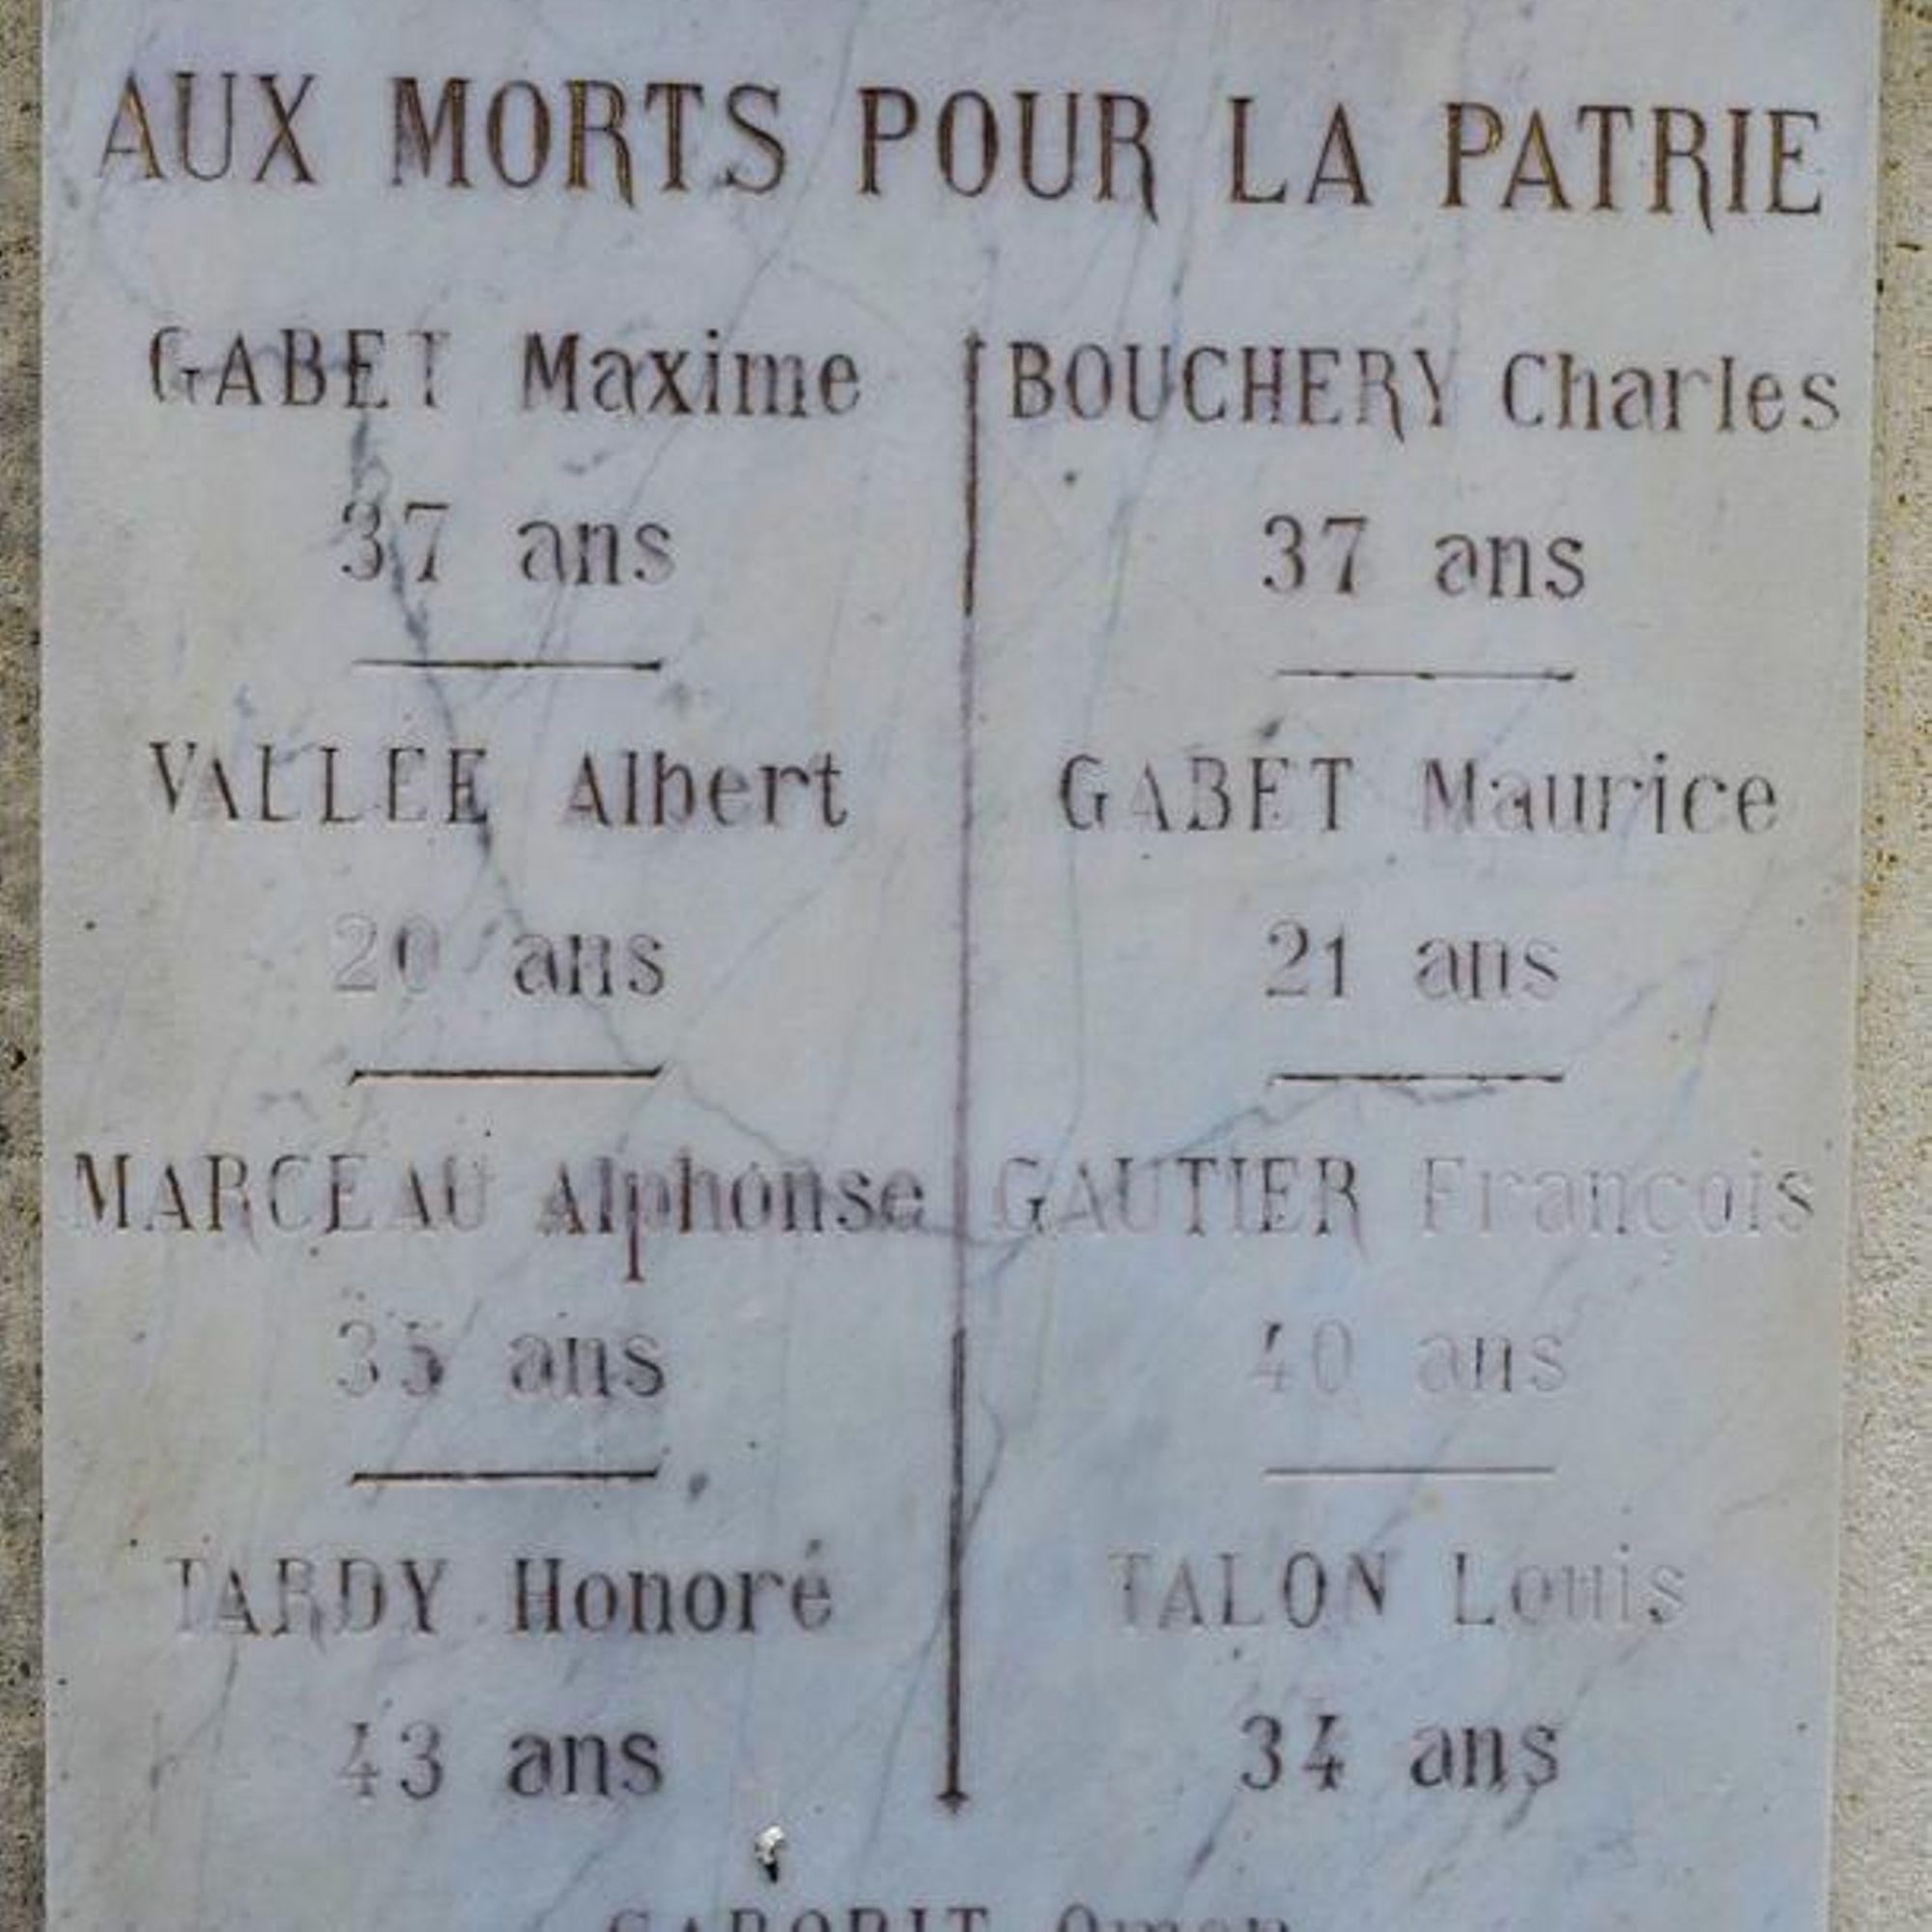 AUX MORTS POUR LA PATRIE
GABET Maxime
37 ans
VALLEE Albert
20 ans
MARCEAU Alphonse
35 ans
TARDY Honoré
43 ans
BOUCHERY Charles
37 ans
GABET Maurice
21 ans
GAUTIER François
40 ans
TALON Louis
34 ans